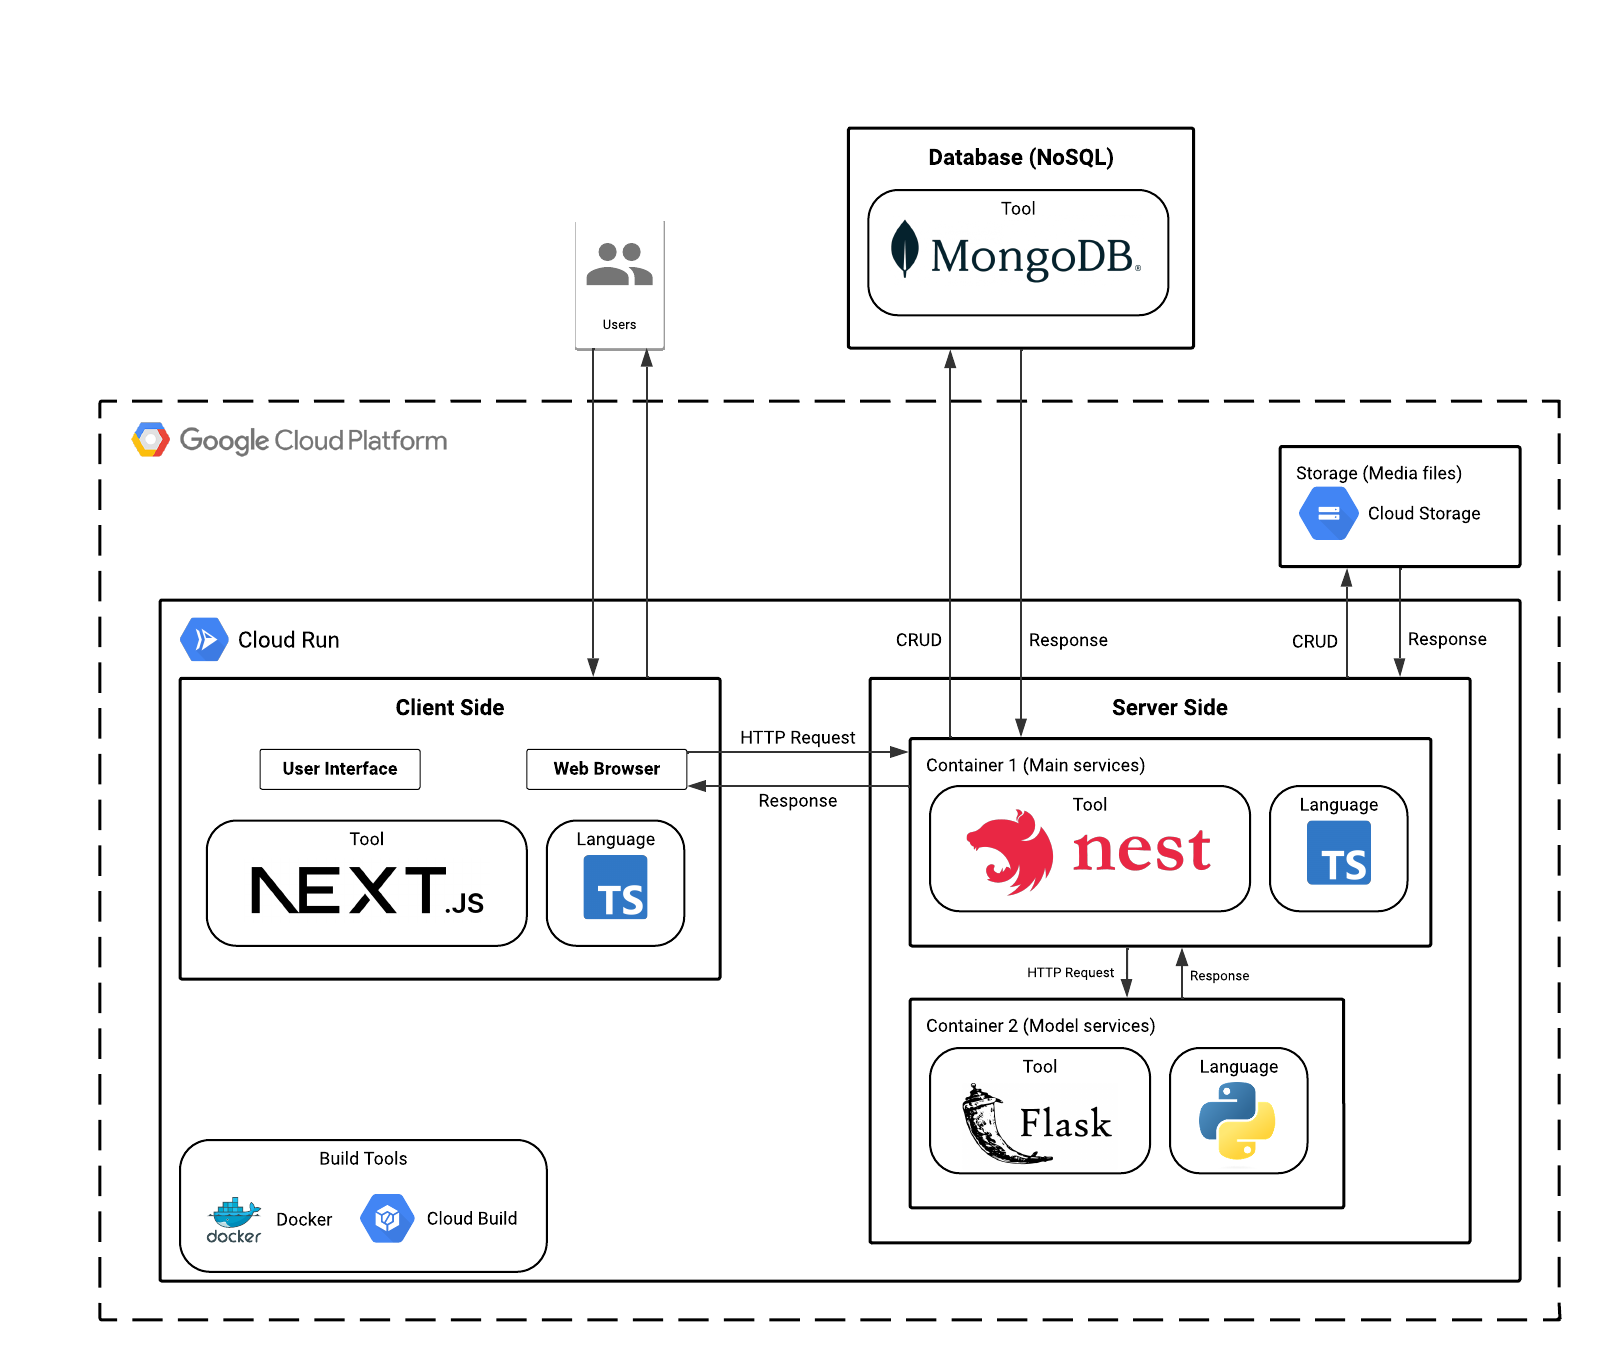 Database (NoSQL)
Tool
MongoDB®
Users
Google Cloud Platform
Storage (Media files)
Cloud Storage
Cloud Run
CRUD
Response
CRUD
Response
Client Side
User Interface
Web Browser
Tool
NEXT.JS
Language
TS
HTTP Request
Response
Server Side
Container 1 (Main services)
Tool
nest
Language
TS
HTTP Request
Response
Container 2 (Model services)
Tool
Flask
Language
Build Tools
docker
Docker
Cloud Build